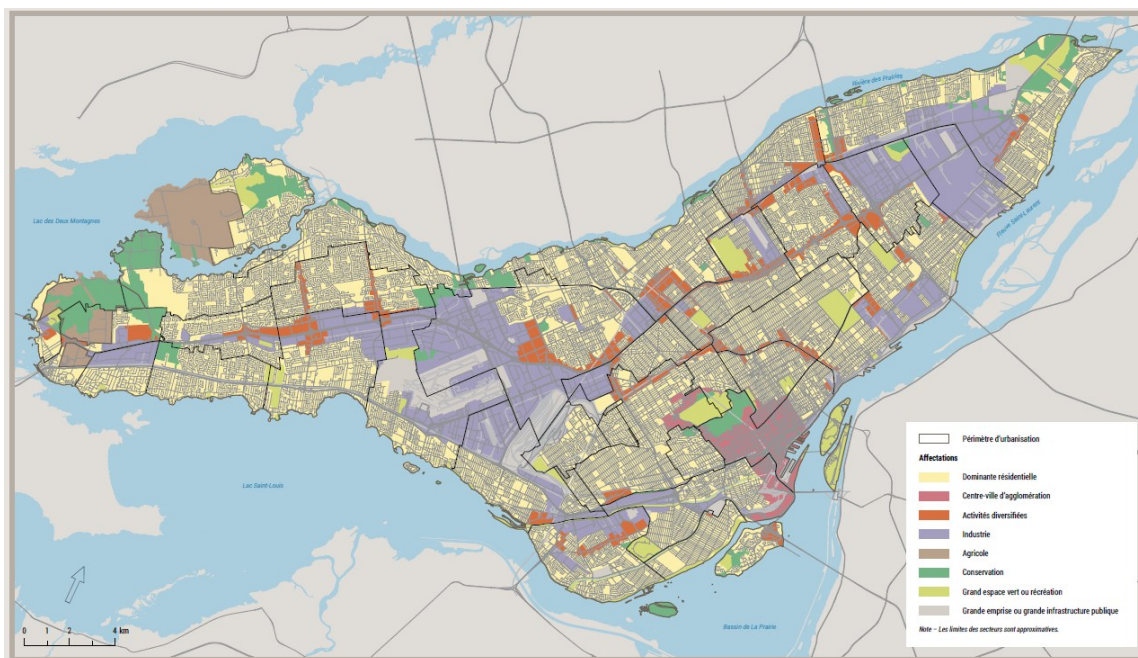 Rivière des Prairies
Lac des Deux Montagnes
Fleuve Saint-Laurent
Lac Saint-Louis
Bassin de La Prairie
0 1 2 4 km
Périmètre d'urbanisation
Affectations
Dominante résidentielle
Centre-ville d'agglomération
Activités diversifiées
Industrie
Agricole
Conservation
Grand espace vert ou récréation
Grande emprise ou grande infrastructure publique
Note – Les limites des secteurs sont approximatives.